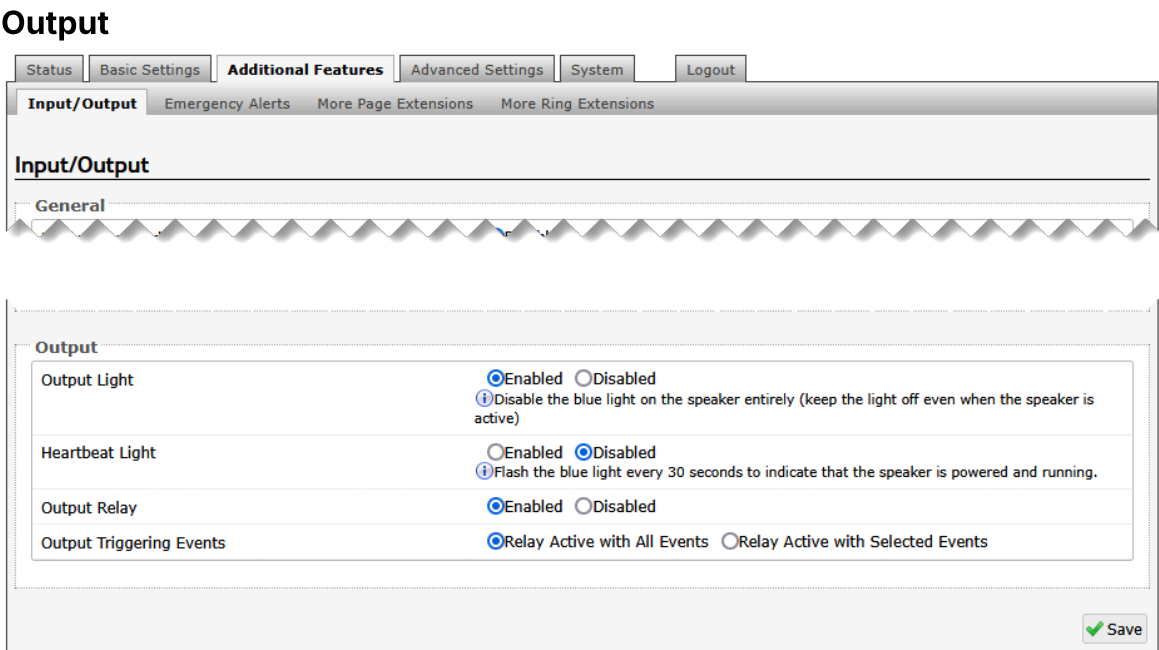 Output
Status Basic Settings Additional Features Advanced Settings System Logout
Input/Output Emergency Alerts More Page Extensions More Ring Extensions
Input/Output
General
Output
Output Light Enabled Disabled
Disable the blue light on the speaker entirely (keep the light off even when the speaker is
active)
Heartbeat Light Enabled Disabled
Flash the blue light every 30 seconds to indicate that the speaker is powered and running.
Output Relay Enabled Disabled
Output Triggering Events Relay Active with All Events Relay Active with Selected Events
Save